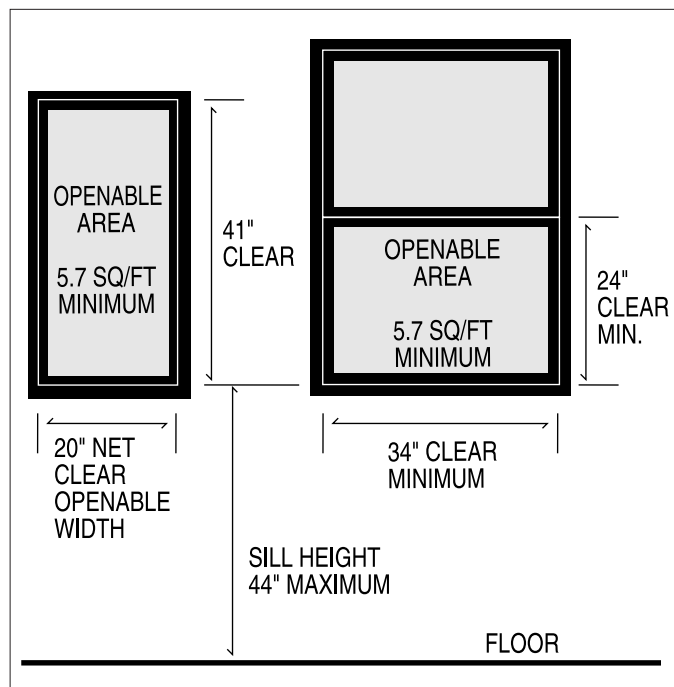 OPENABLE
AREA
5.7 SQ/FT
MINIMUM
41"
CLEAR
OPENABLE
AREA
5.7 SQ/FT
MINIMUM
24"
CLEAR
MIN.
20" NET
CLEAR
OPENABLE
WIDTH
34" CLEAR
MINIMUM
SILL HEIGHT
44" MAXIMUM
FLOOR